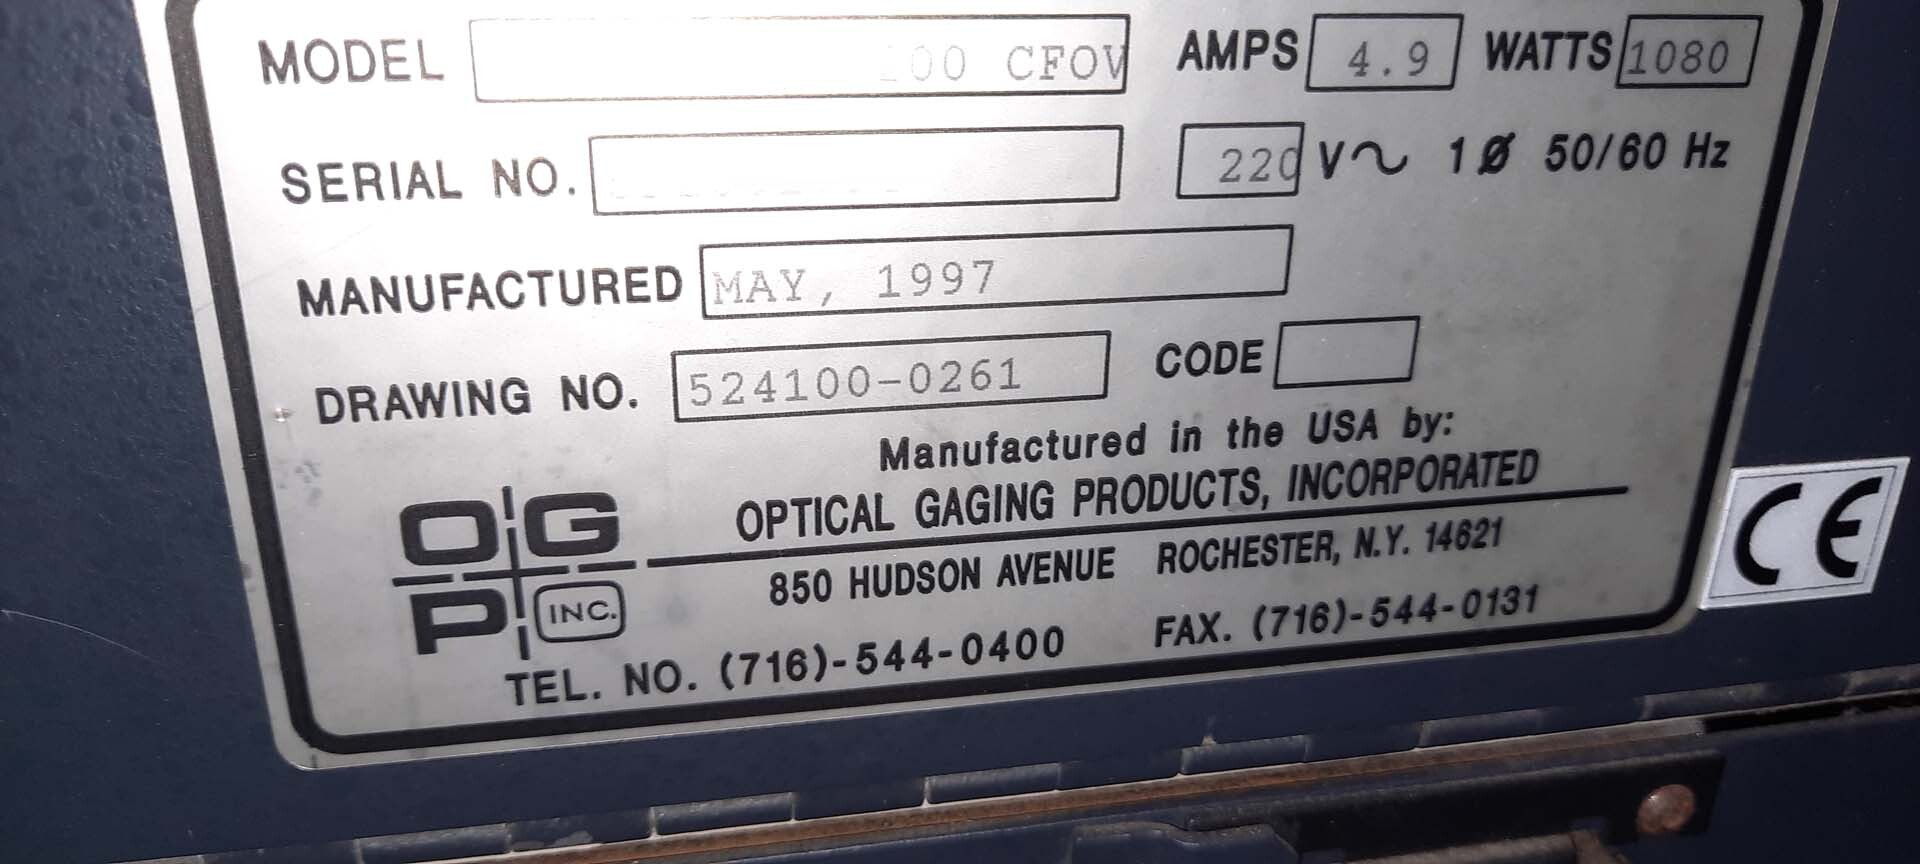 MODEL 00 CFOV AMPS 4.9 WATTS 1080
SERIAL NO. 220 V~ 1Ø 50/60 Hz
MANUFACTURED MAY, 1997
DRAWING NO. 524100-0261 CODE
Manufactured in the USA by:
OPTICAL GAGING PRODUCTS, INCORPORATED
850 HUDSON AVENUE ROCHESTER, N.Y. 14621
TEL. NO. (716)-544-0400 FAX. (716)-544-0131
OGP INC.
CE